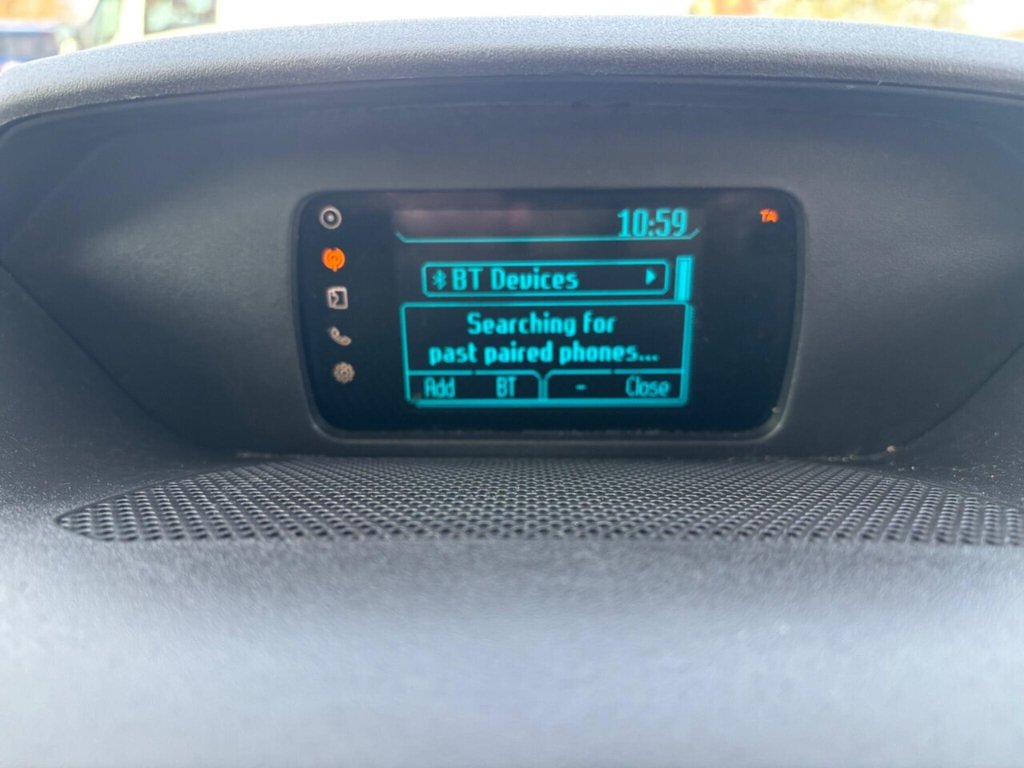 10:59
TA
BT Devices
Searching for
past paired phones...
Add BT - Close